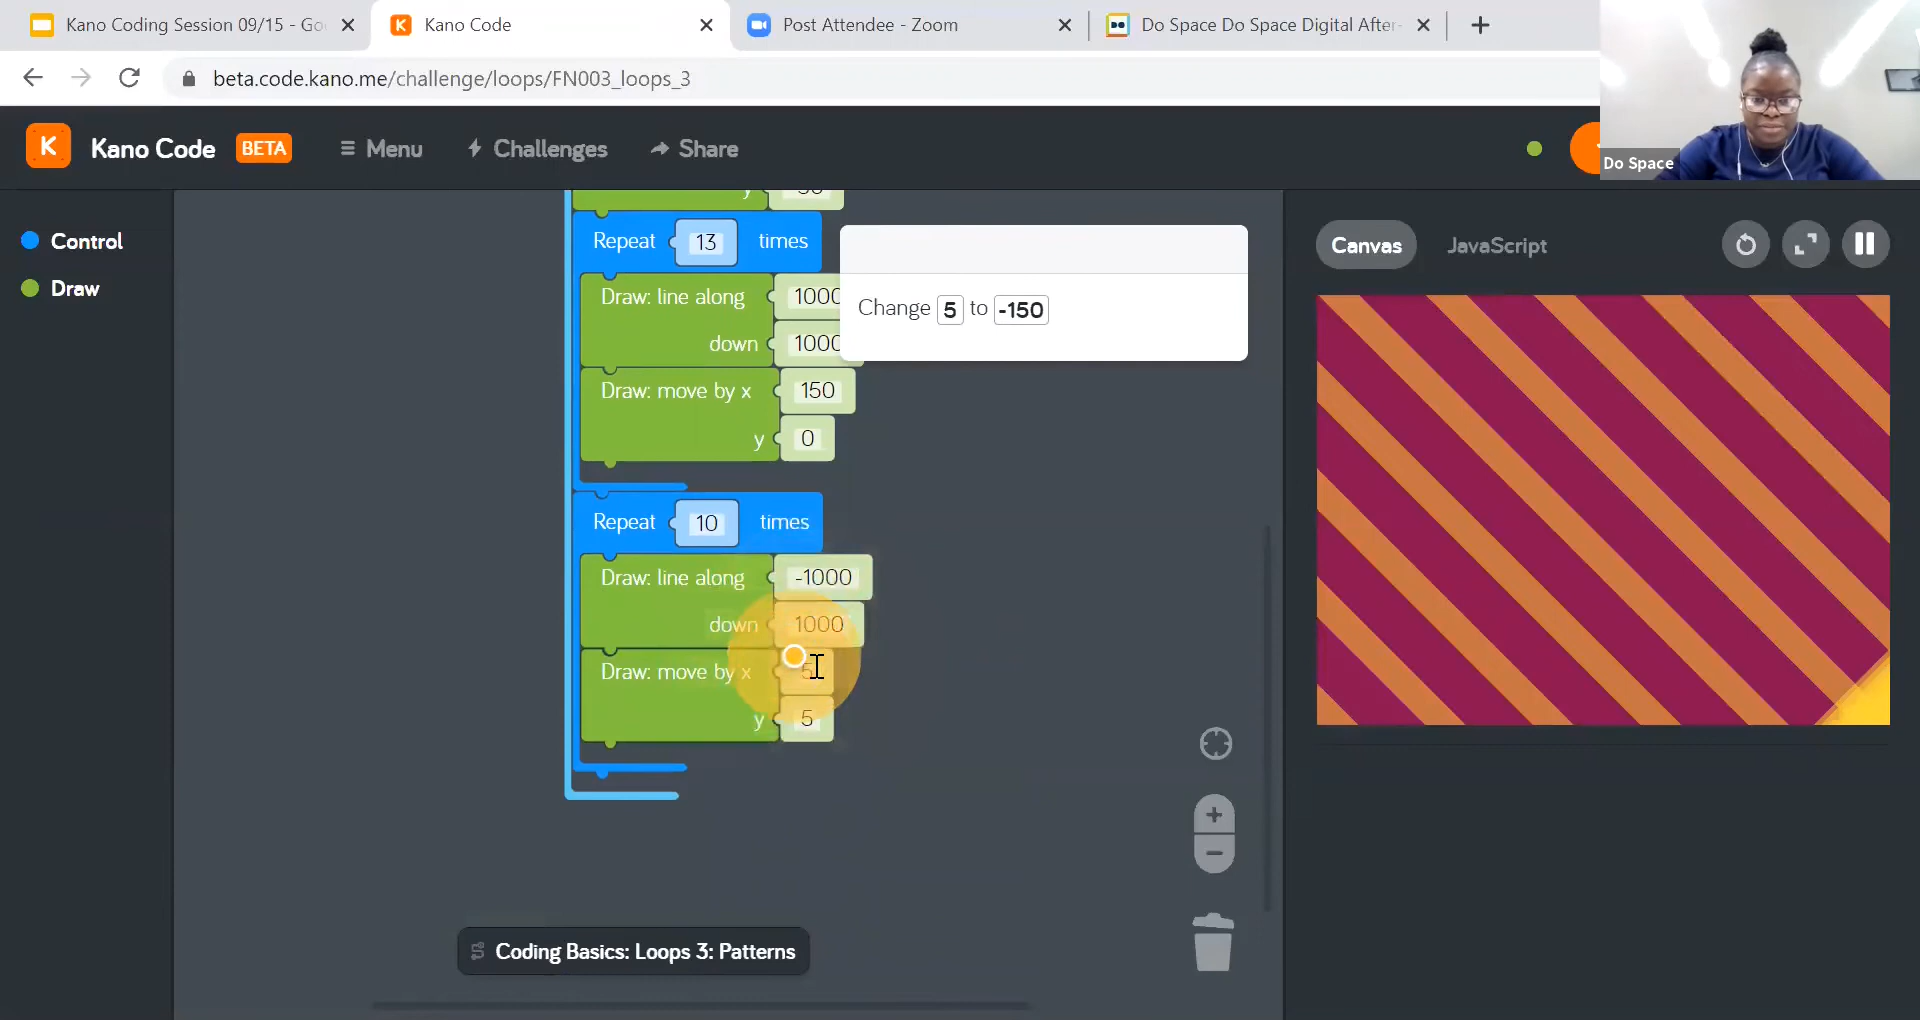 Kano Coding Session 09/15 - Go
Kano Code
Post Attendee - Zoom
Do Space Do Space Digital After-
beta.code.kano.me/challenge/loops/FN003_loops_3
K Kano Code BETA
Menu
Challenges
Share
Do Space
Control
Draw
y
Repeat 13 times
Draw: line along 1000
down 1000
Draw: move by x 150
y 0
Repeat 10 times
Draw: line along -1000
down 1000
Draw: move by x 5
y 5
Change 5 to -150
Canvas
JavaScript
Coding Basics: Loops 3: Patterns